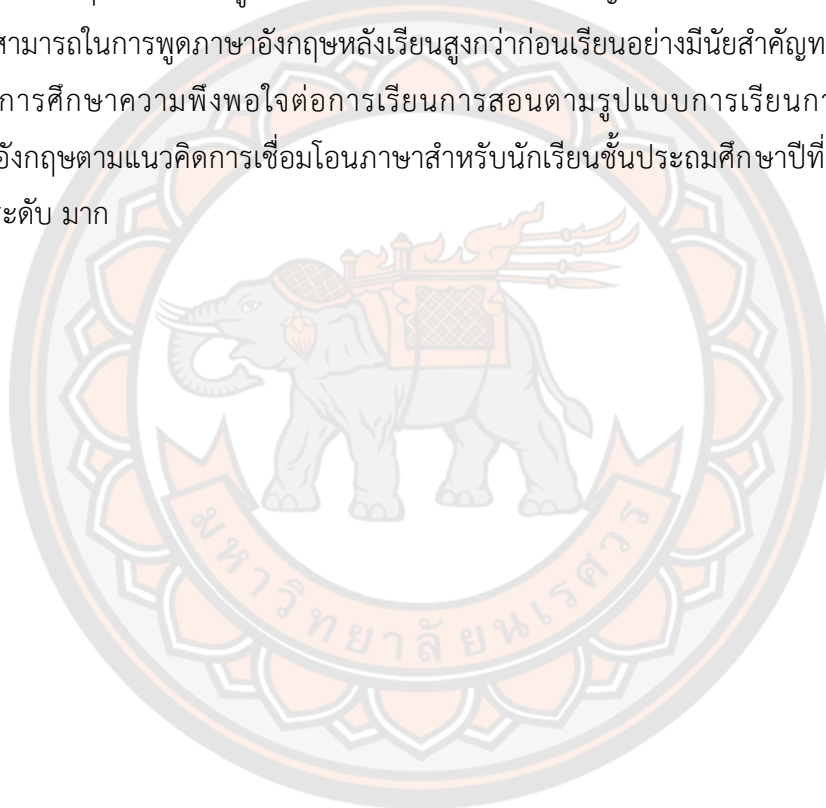 สามารถในการพูดภาษาอังกฤษหลังเรียนสูงกว่าก่อนเรียนอย่างมีนัยสำคัญท
การศึกษาความพึงพอใจต่อการเรียนการสอนตามรูปแบบการเรียนกา
อังกฤษตามแนวคิดการเชื่อมโอนภาษาสำหรับนักเรียนชั้นประถมศึกษาปีที่
ระดับ มาก
มหาวิทยาลัยนเรศวร